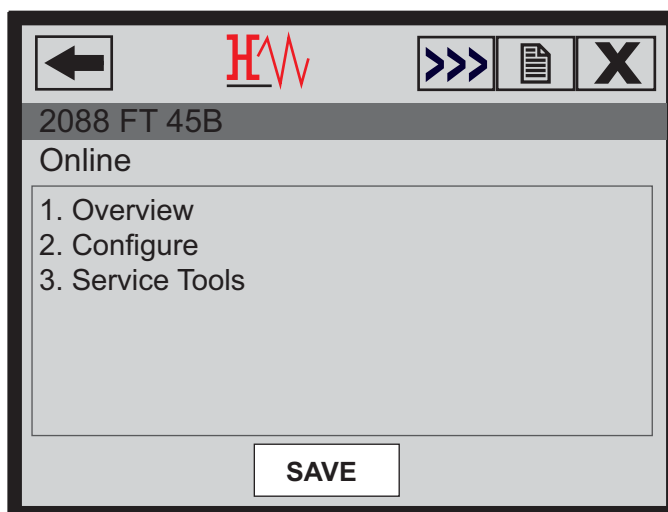 H
>>>
X
2088 FT 45B
Online
1. Overview
2. Configure
3. Service Tools
SAVE